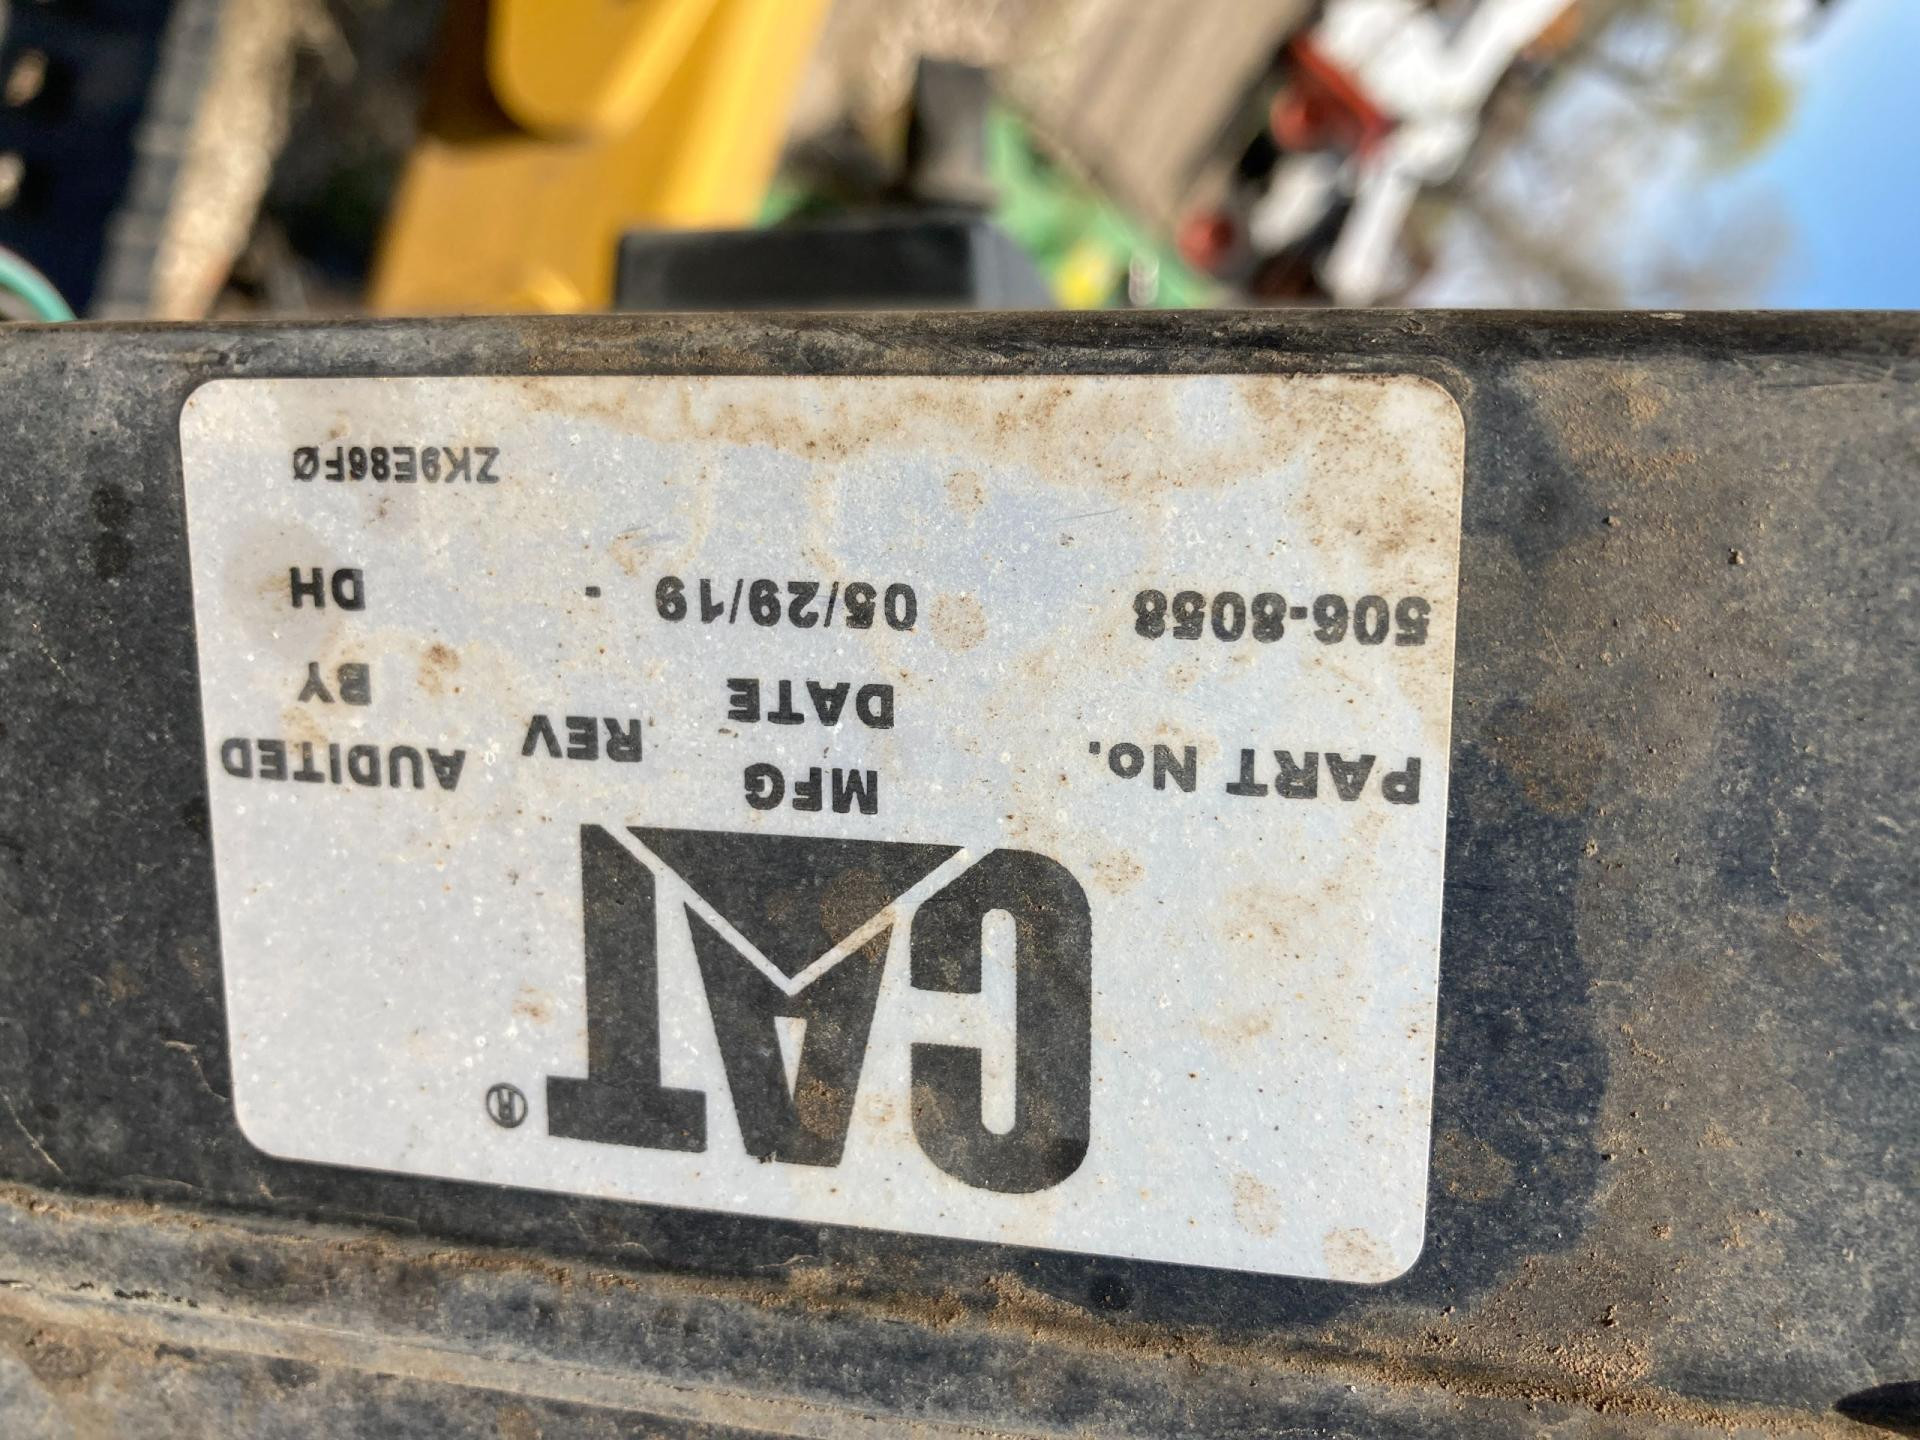 CAT®
PART No. MFG DATE REV AUDITED BY
506-8058 05/29/19 - DH
ZK9E86FØ